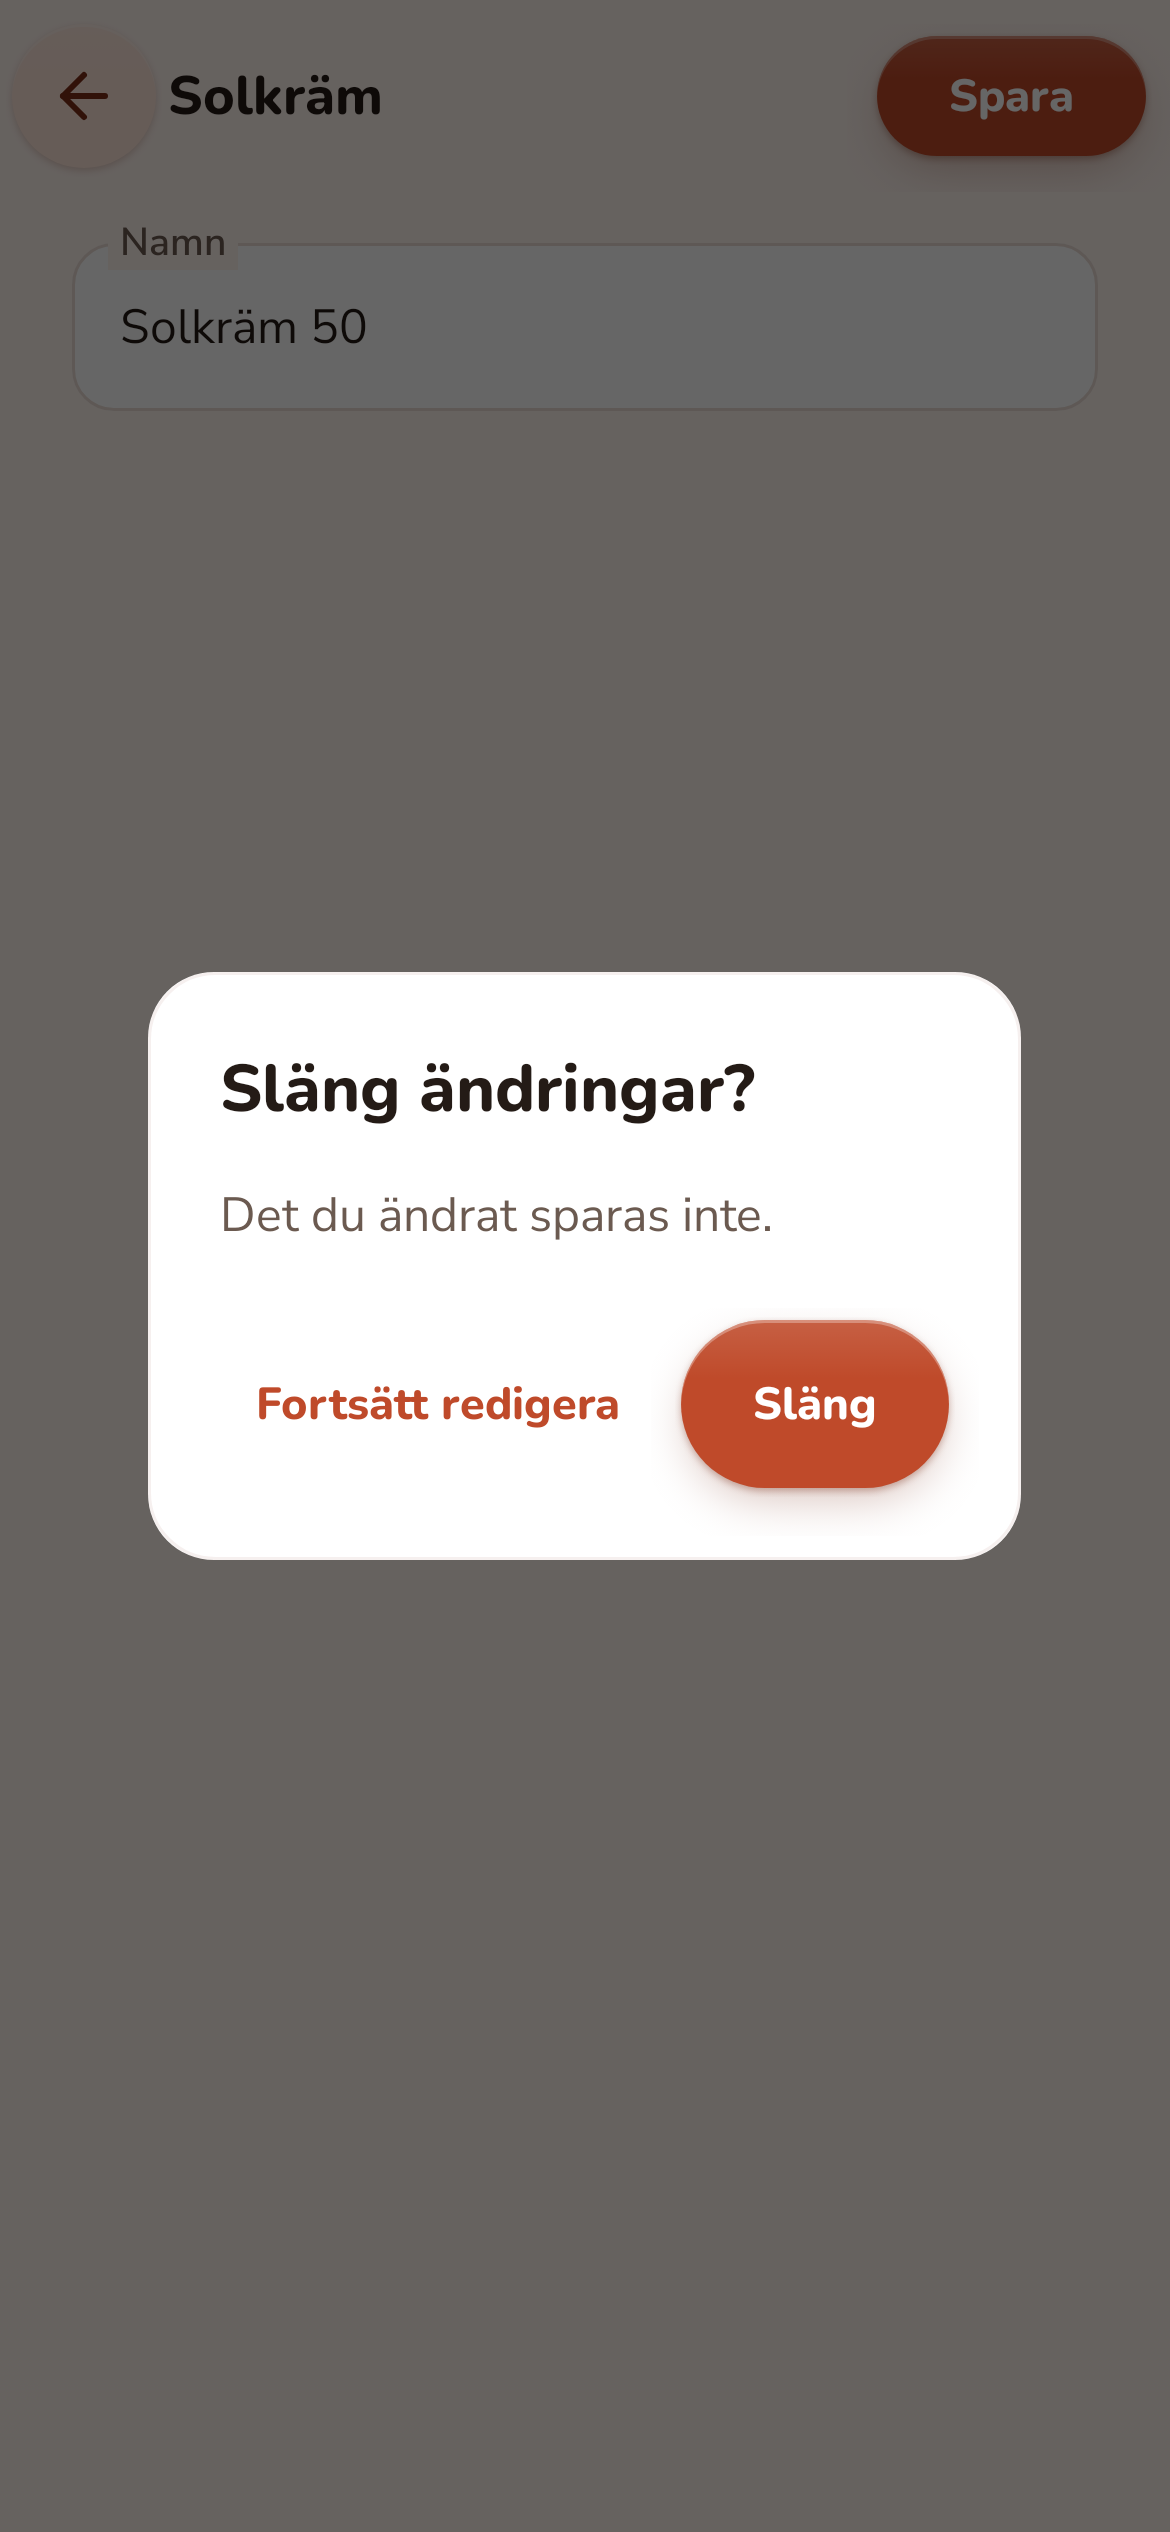 Solkräm
Spara
Namn
Solkräm 50
Släng ändringar?
Det du ändrat sparas inte.
Fortsätt redigera
Släng